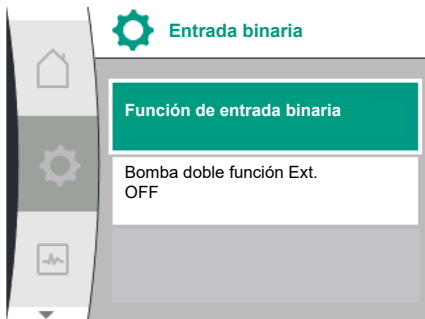 Entrada binaria
Función de entrada binaria
Bomba doble función Ext.
OFF